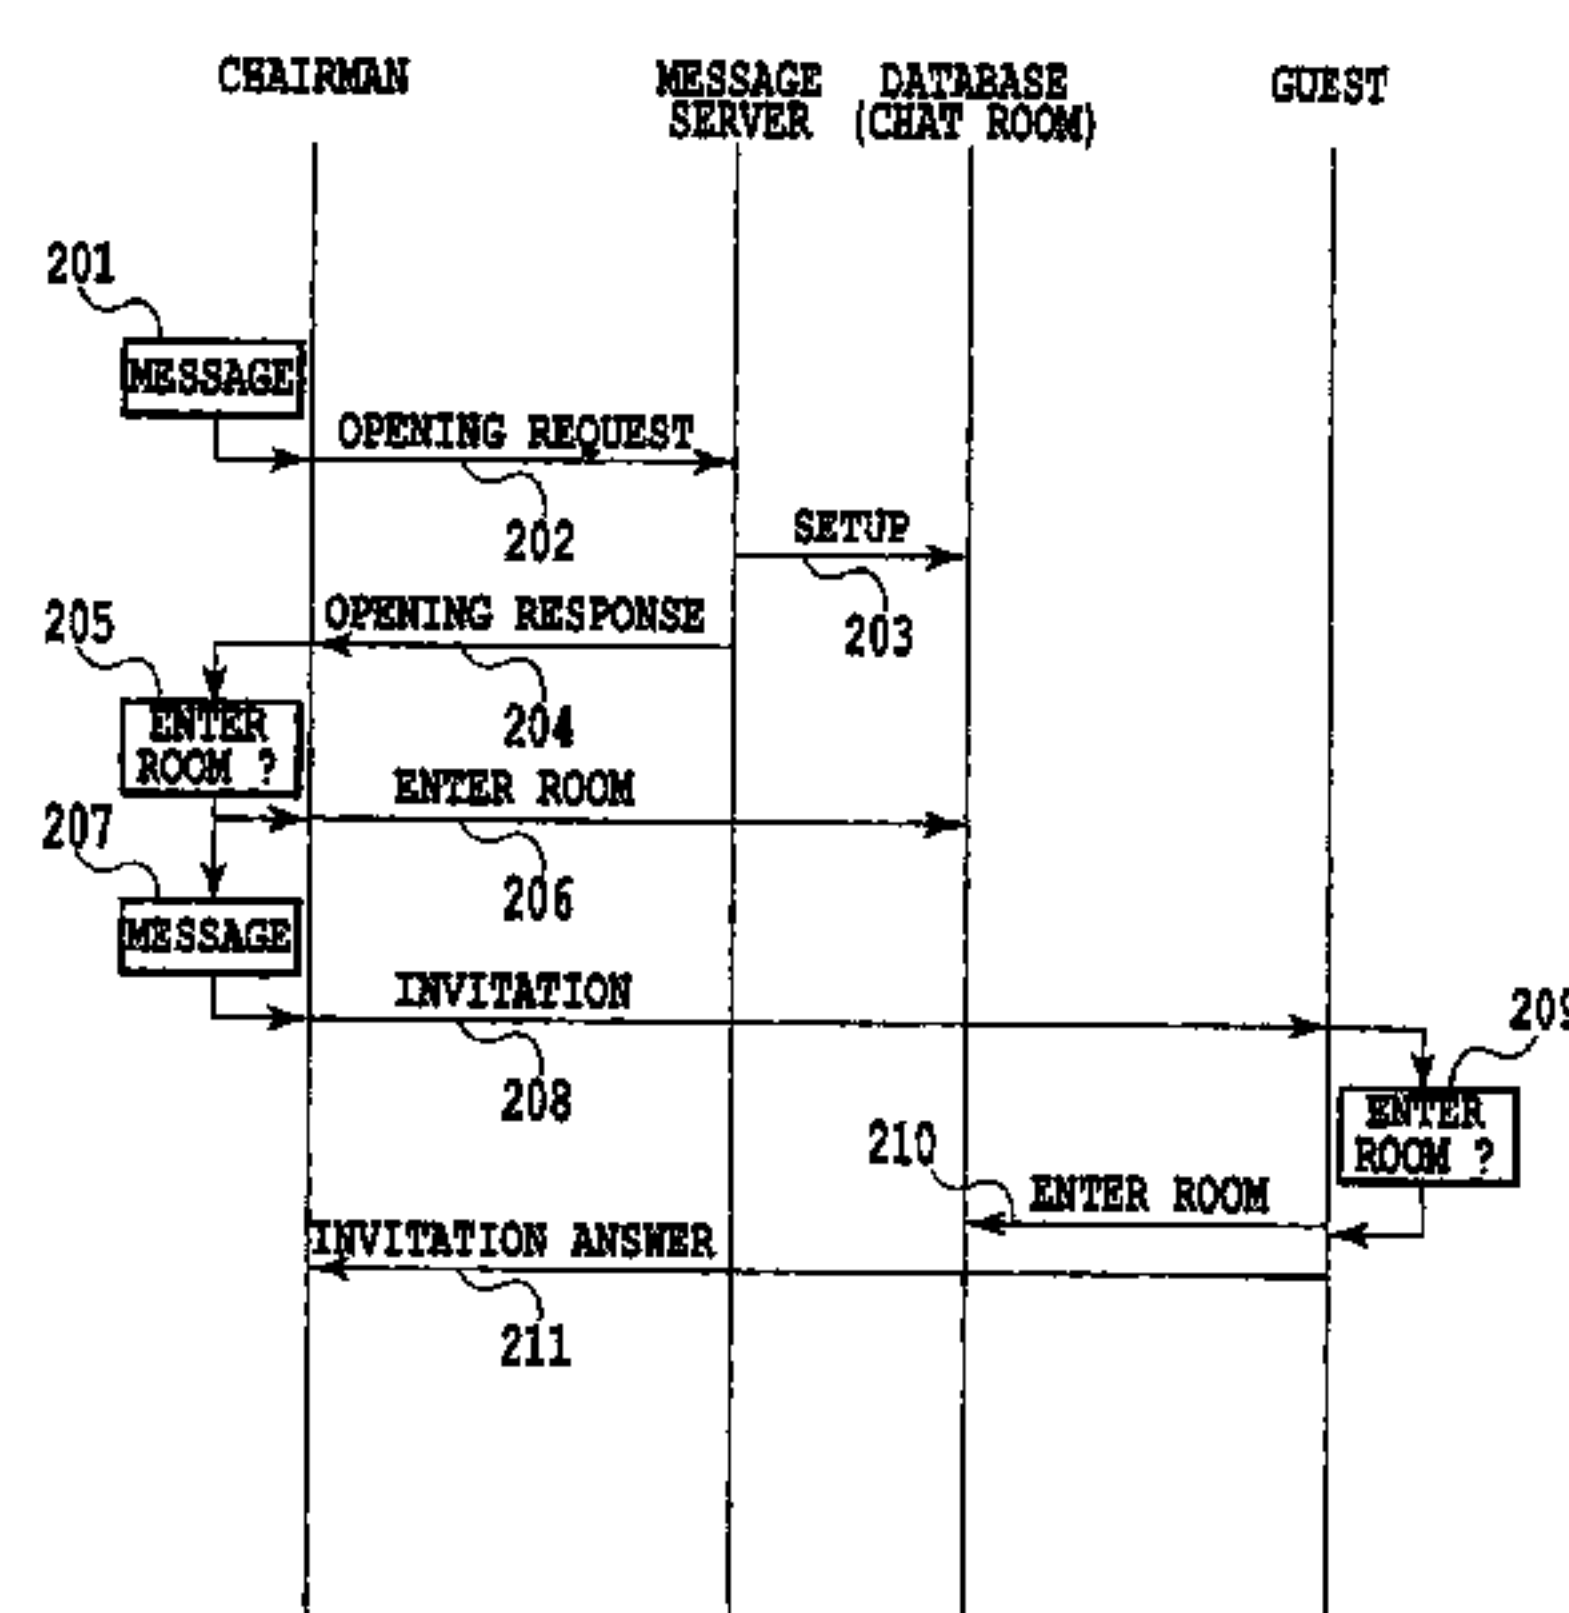 CHAIRMAN
MESSAGE
SERVER
DATABASE
(CHAT ROOM)
GUEST
201
MESSAGE
OPENING REQUEST
202
SETUP
203
OPENING RESPONSE
204
205
ENTER
ROOM ?
ENTER ROOM
206
207
MESSAGE
INVITATION
208
209
ENTER
ROOM ?
210
ENTER ROOM
INVITATION ANSWER
211